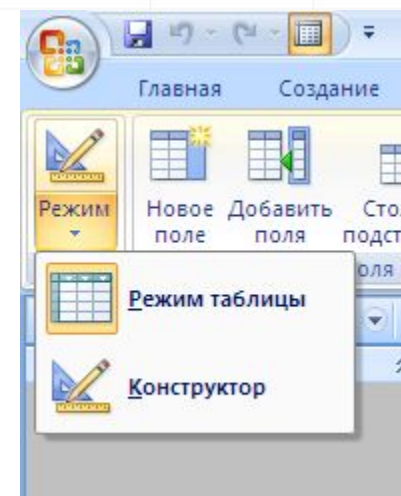 Главная Создание
Режим
Новое поле
Добавить поля
Режим таблицы
Конструктор